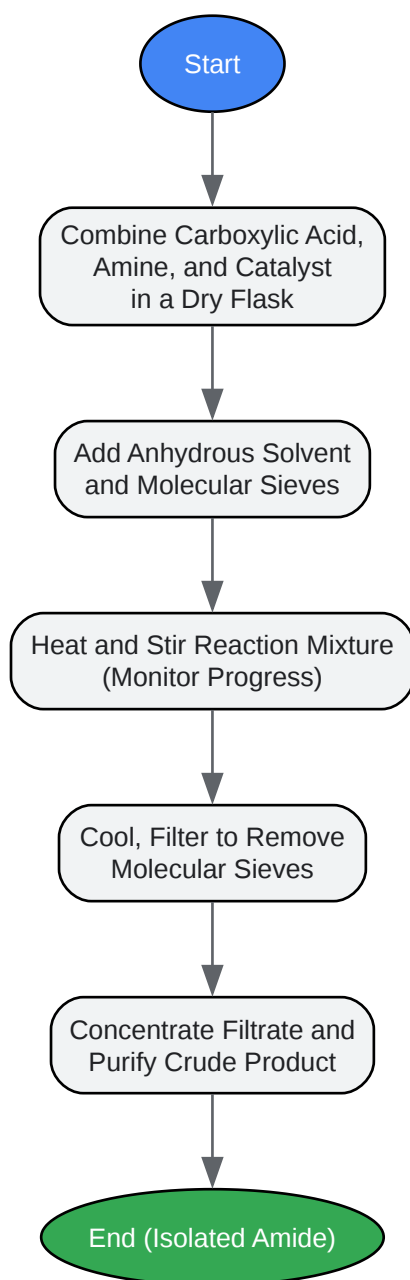 Start
Combine Carboxylic Acid,
Amine, and Catalyst
in a Dry Flask
Add Anhydrous Solvent
and Molecular Sieves
Heat and Stir Reaction Mixture
(Monitor Progress)
Cool, Filter to Remove
Molecular Sieves
Concentrate Filtrate and
Purify Crude Product
End (Isolated Amide)